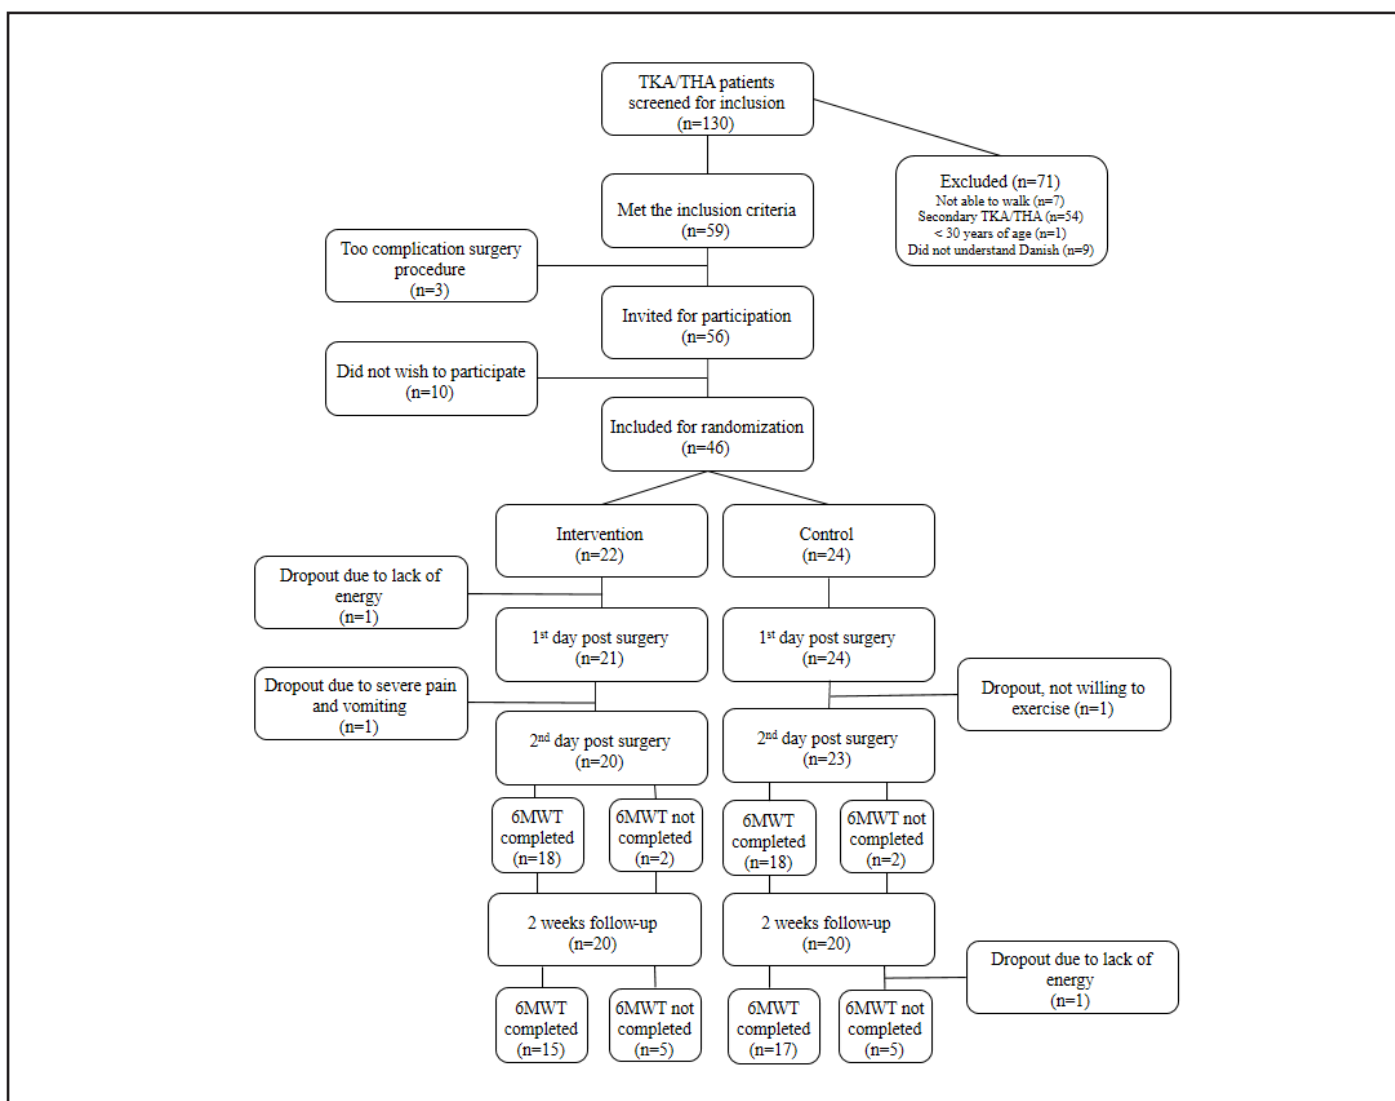 TKA/THA patients
screened for inclusion
(n=130)
Excluded (n=71)
Not able to walk (n=7)
Secondary TKA/THA (n=54)
< 30 years of age (n=1)
Did not understand Danish (n=9)
Met the inclusion criteria
(n=59)
Too complication surgery
procedure
(n=3)
Invited for participation
(n=56)
Did not wish to participate
(n=10)
Included for randomization
(n=46)
Intervention
(n=22)
Control
(n=24)
Dropout due to lack of
energy
(n=1)
1st day post surgery
(n=21)
1st day post surgery
(n=24)
Dropout due to severe pain
and vomiting
(n=1)
Dropout, not willing to
exercise (n=1)
2nd day post surgery
(n=20)
2nd day post surgery
(n=23)
6MWT
completed
(n=18)
6MWT not
completed
(n=2)
6MWT
completed
(n=18)
6MWT not
completed
(n=2)
2 weeks follow-up
(n=20)
2 weeks follow-up
(n=20)
Dropout due to lack of
energy
(n=1)
6MWT
completed
(n=15)
6MWT not
completed
(n=5)
6MWT
completed
(n=17)
6MWT not
completed
(n=5)